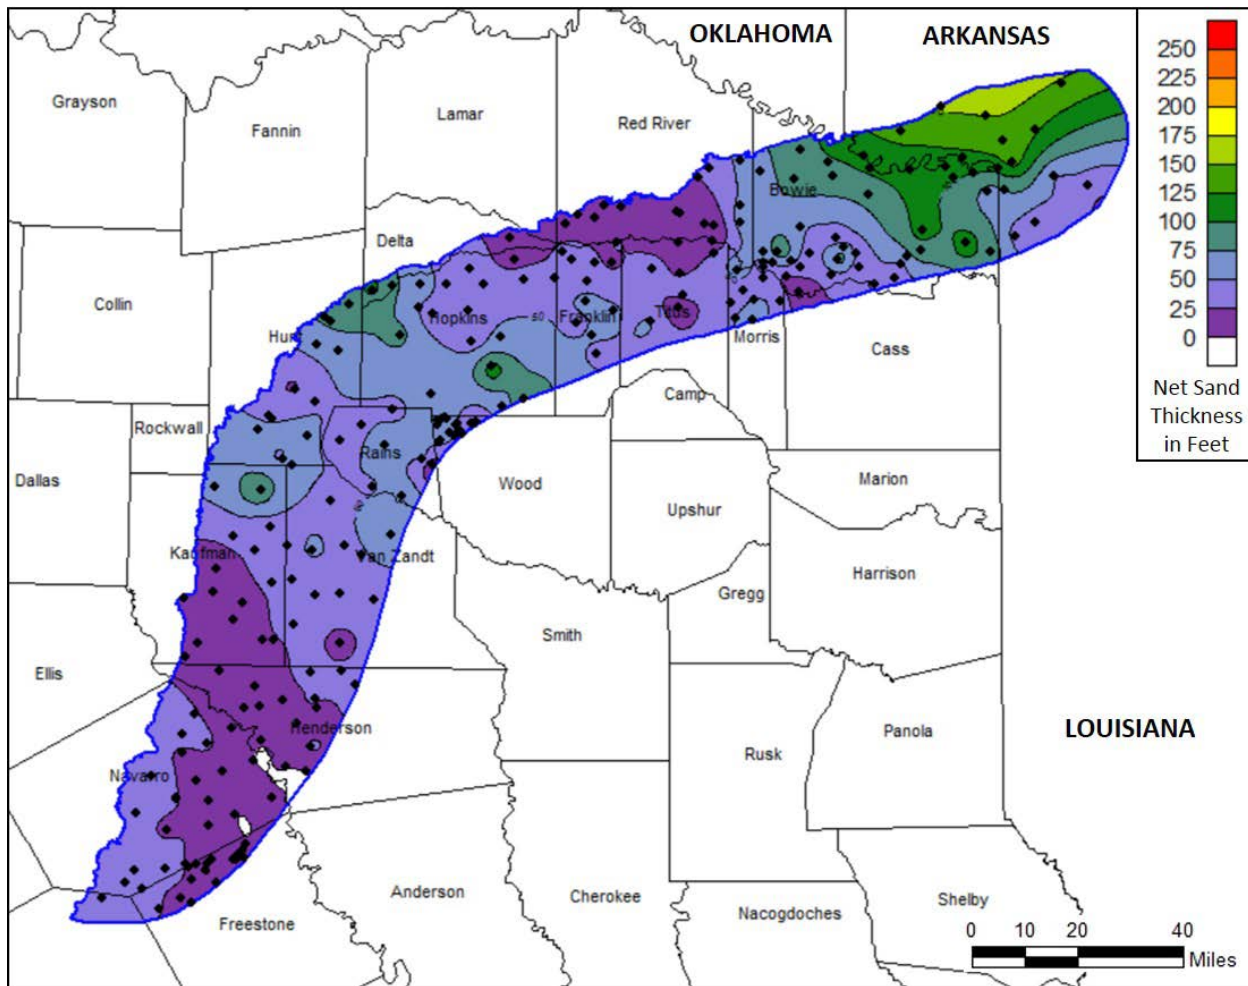 OKLAHOMA
ARKANSAS
Grayson
Fannin
Lamar
Red River
Bowie
Delta
Collin
Hunt
Hopkins
50
Franklin
Titus
Morris
Cass
Camp
Rockwall
Rains
Dallas
Wood
Upshur
Marion
Kaufman
Van Zandt
Harrison
Gregg
Smith
Ellis
Henderson
Rusk
Panola
LOUISIANA
Navarro
Anderson
Cherokee
Nacogdoches
Shelby
Freestone
250
225
200
175
150
125
100
75
50
25
0
Net Sand
Thickness
in Feet
0 10 20 40
Miles